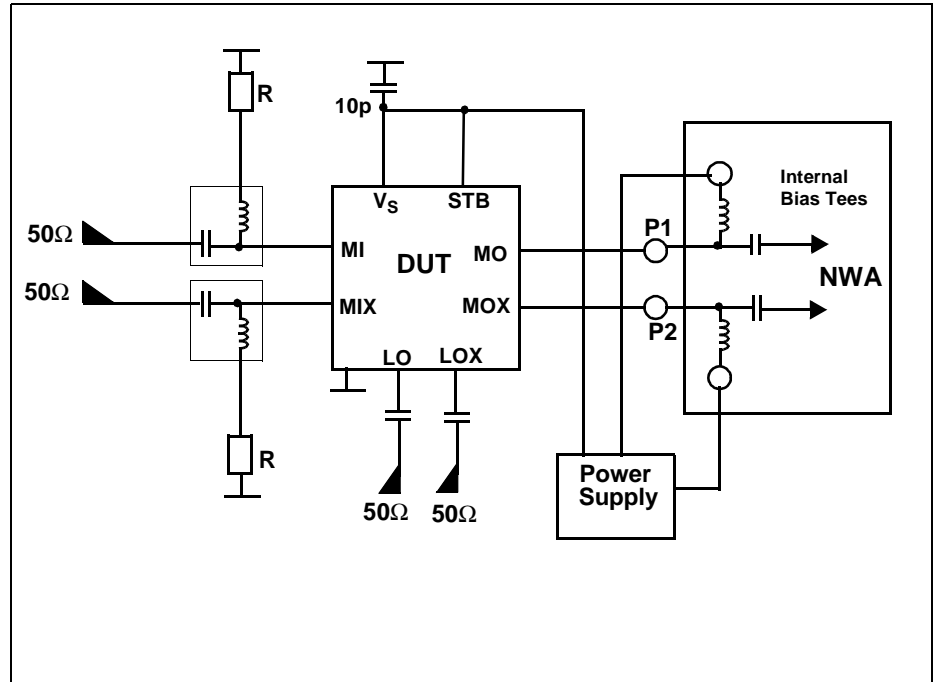 R
10p
Internal
Bias Tees
V_S
STB
50Ω
P1
MI
MO
DUT
NWA
50Ω
MIX
MOX
P2
LO
LOX
R
Power
Supply
50Ω
50Ω